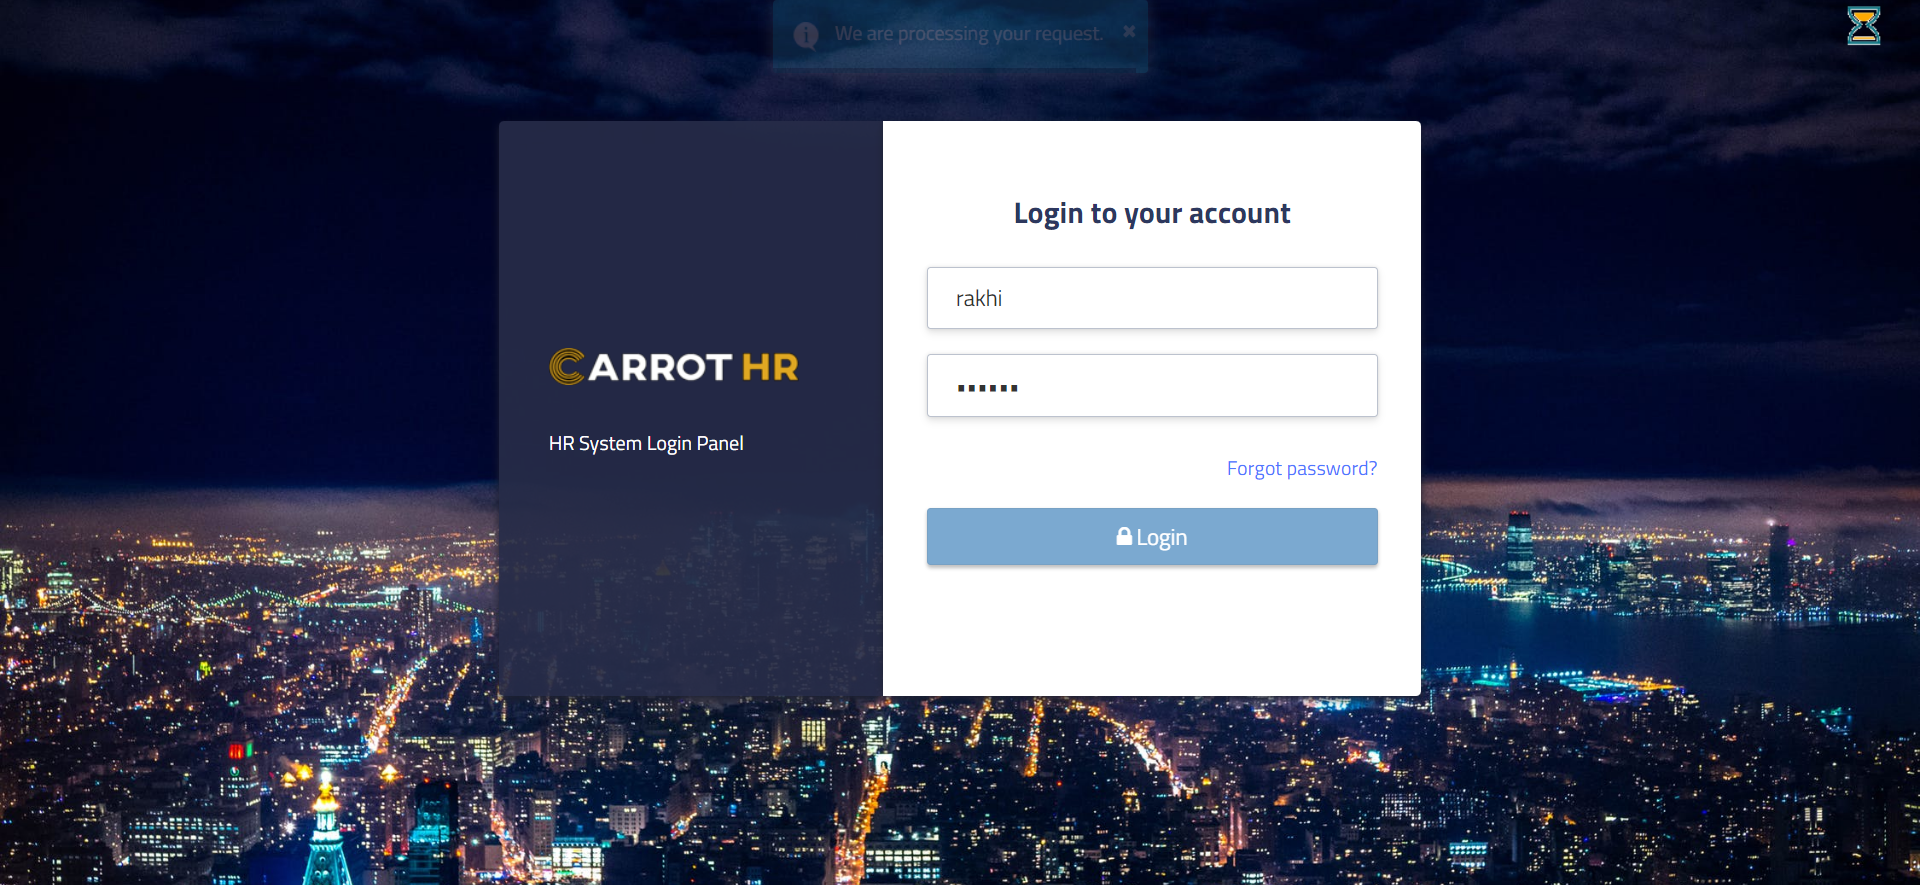 We are processing your request. ×
CARROT HR
HR System Login Panel
Login to your account
rakhi
••••••
Forgot password?
Login